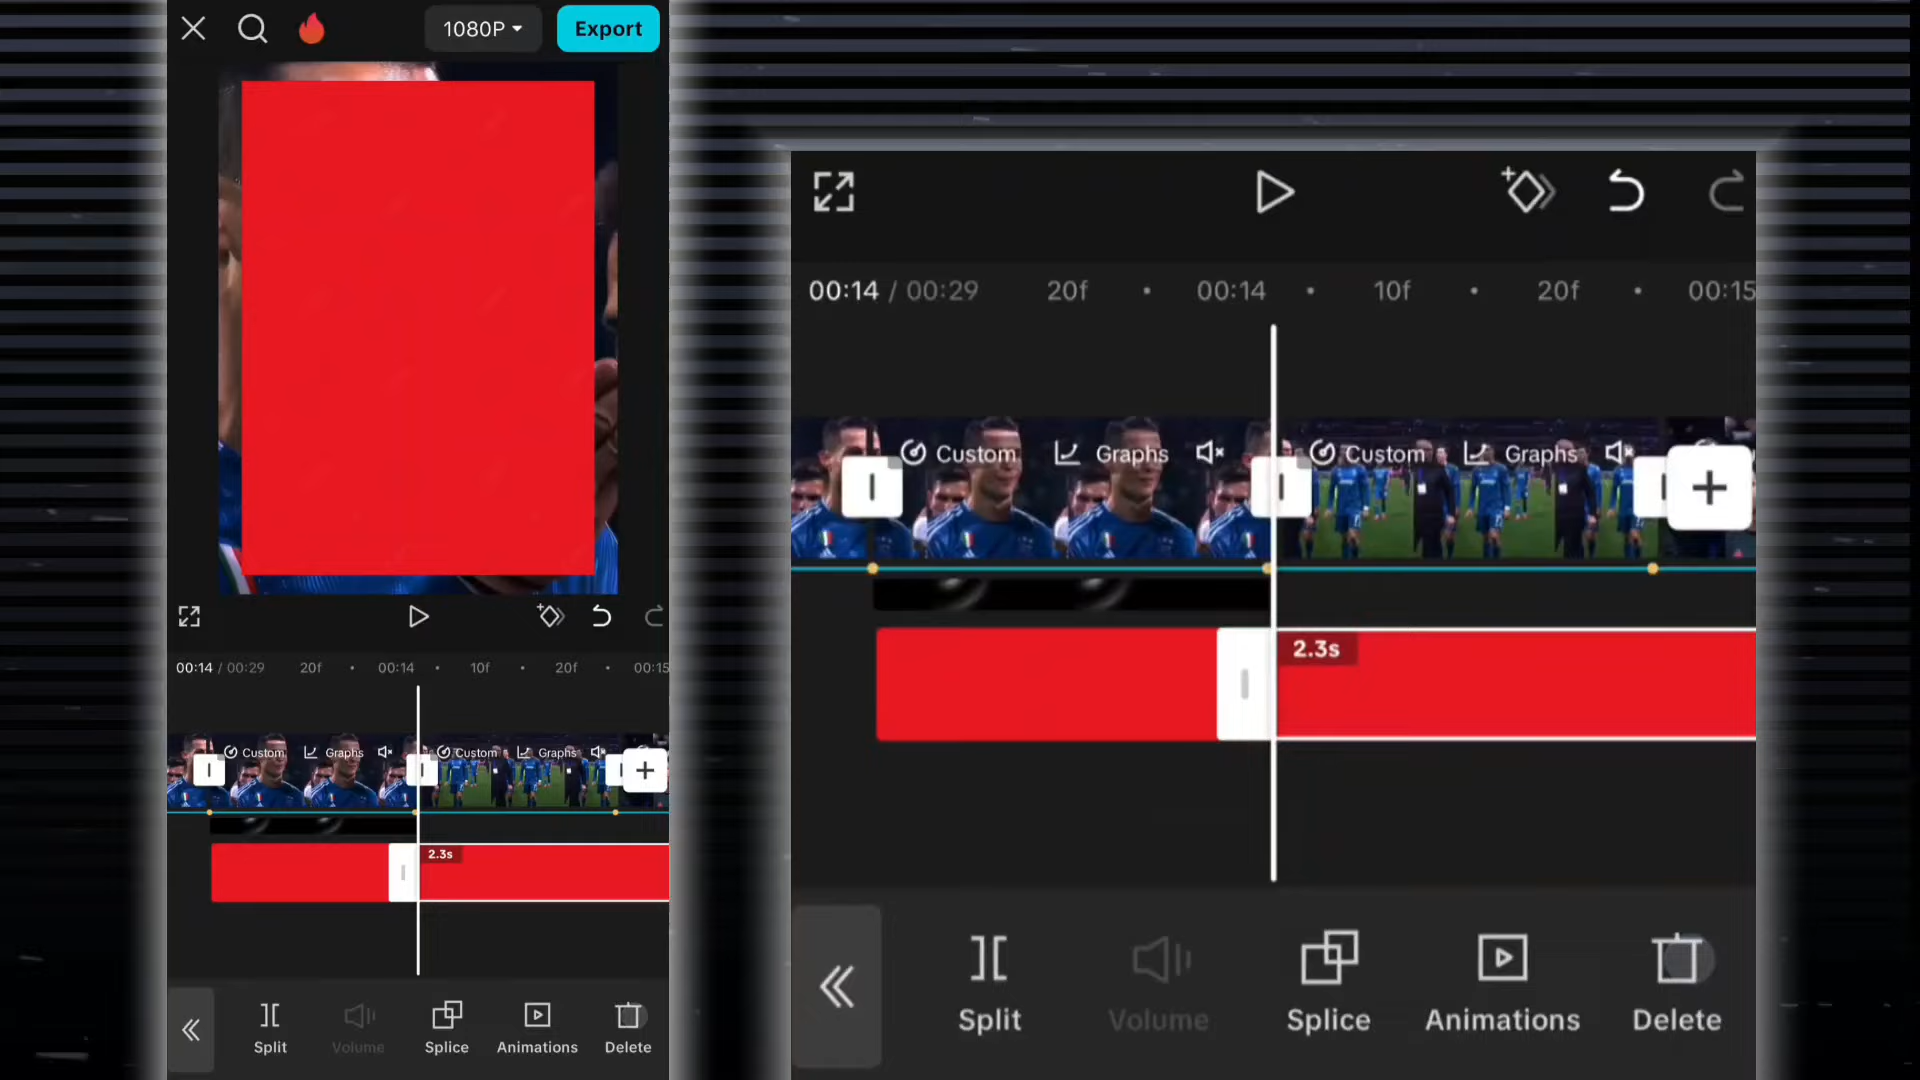 1080P
Export
00:14 / 00:29 20f 00:14 10f 20f 00:15
Custom Graphs Custom Graphs
2.3s
Split Volume Splice Animations Delete
00:14 / 00:29 20f 00:14 10f 20f 00:15
Custom Graphs Custom Graphs
2.3s
Split Volume Splice Animations Delete